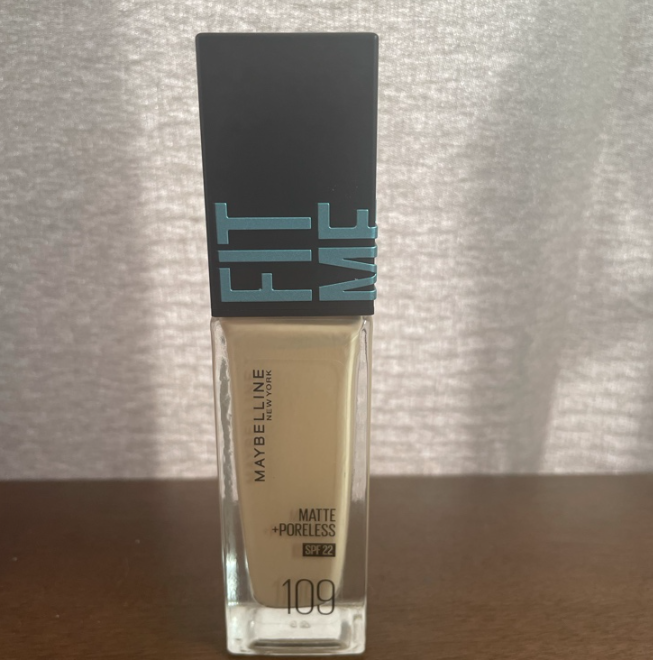 FIT
ME
MAYBELLINE
NEW YORK
MATTE
+PORELESS
SPF 22
109